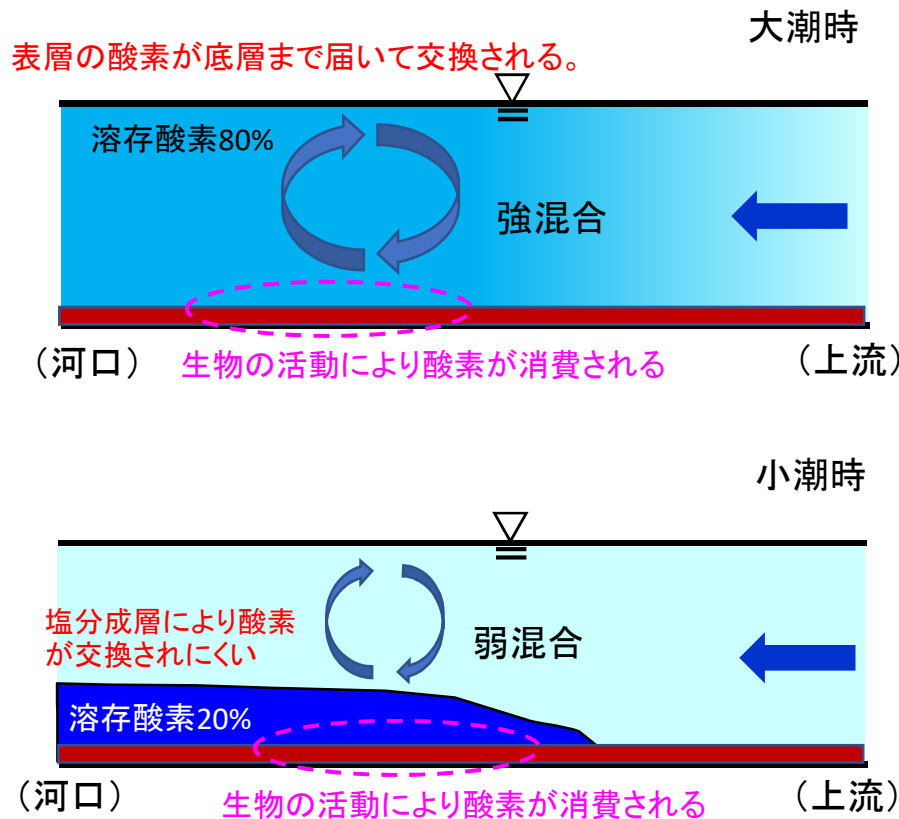 大潮時
表層の酸素が底層まで届いて交換される。
溶存酸素80%
強混合
（河口）
生物の活動により酸素が消費される
（上流）
小潮時
塩分成層により酸素
が交換されにくい
弱混合
溶存酸素20%
（河口）
生物の活動により酸素が消費される
（上流）